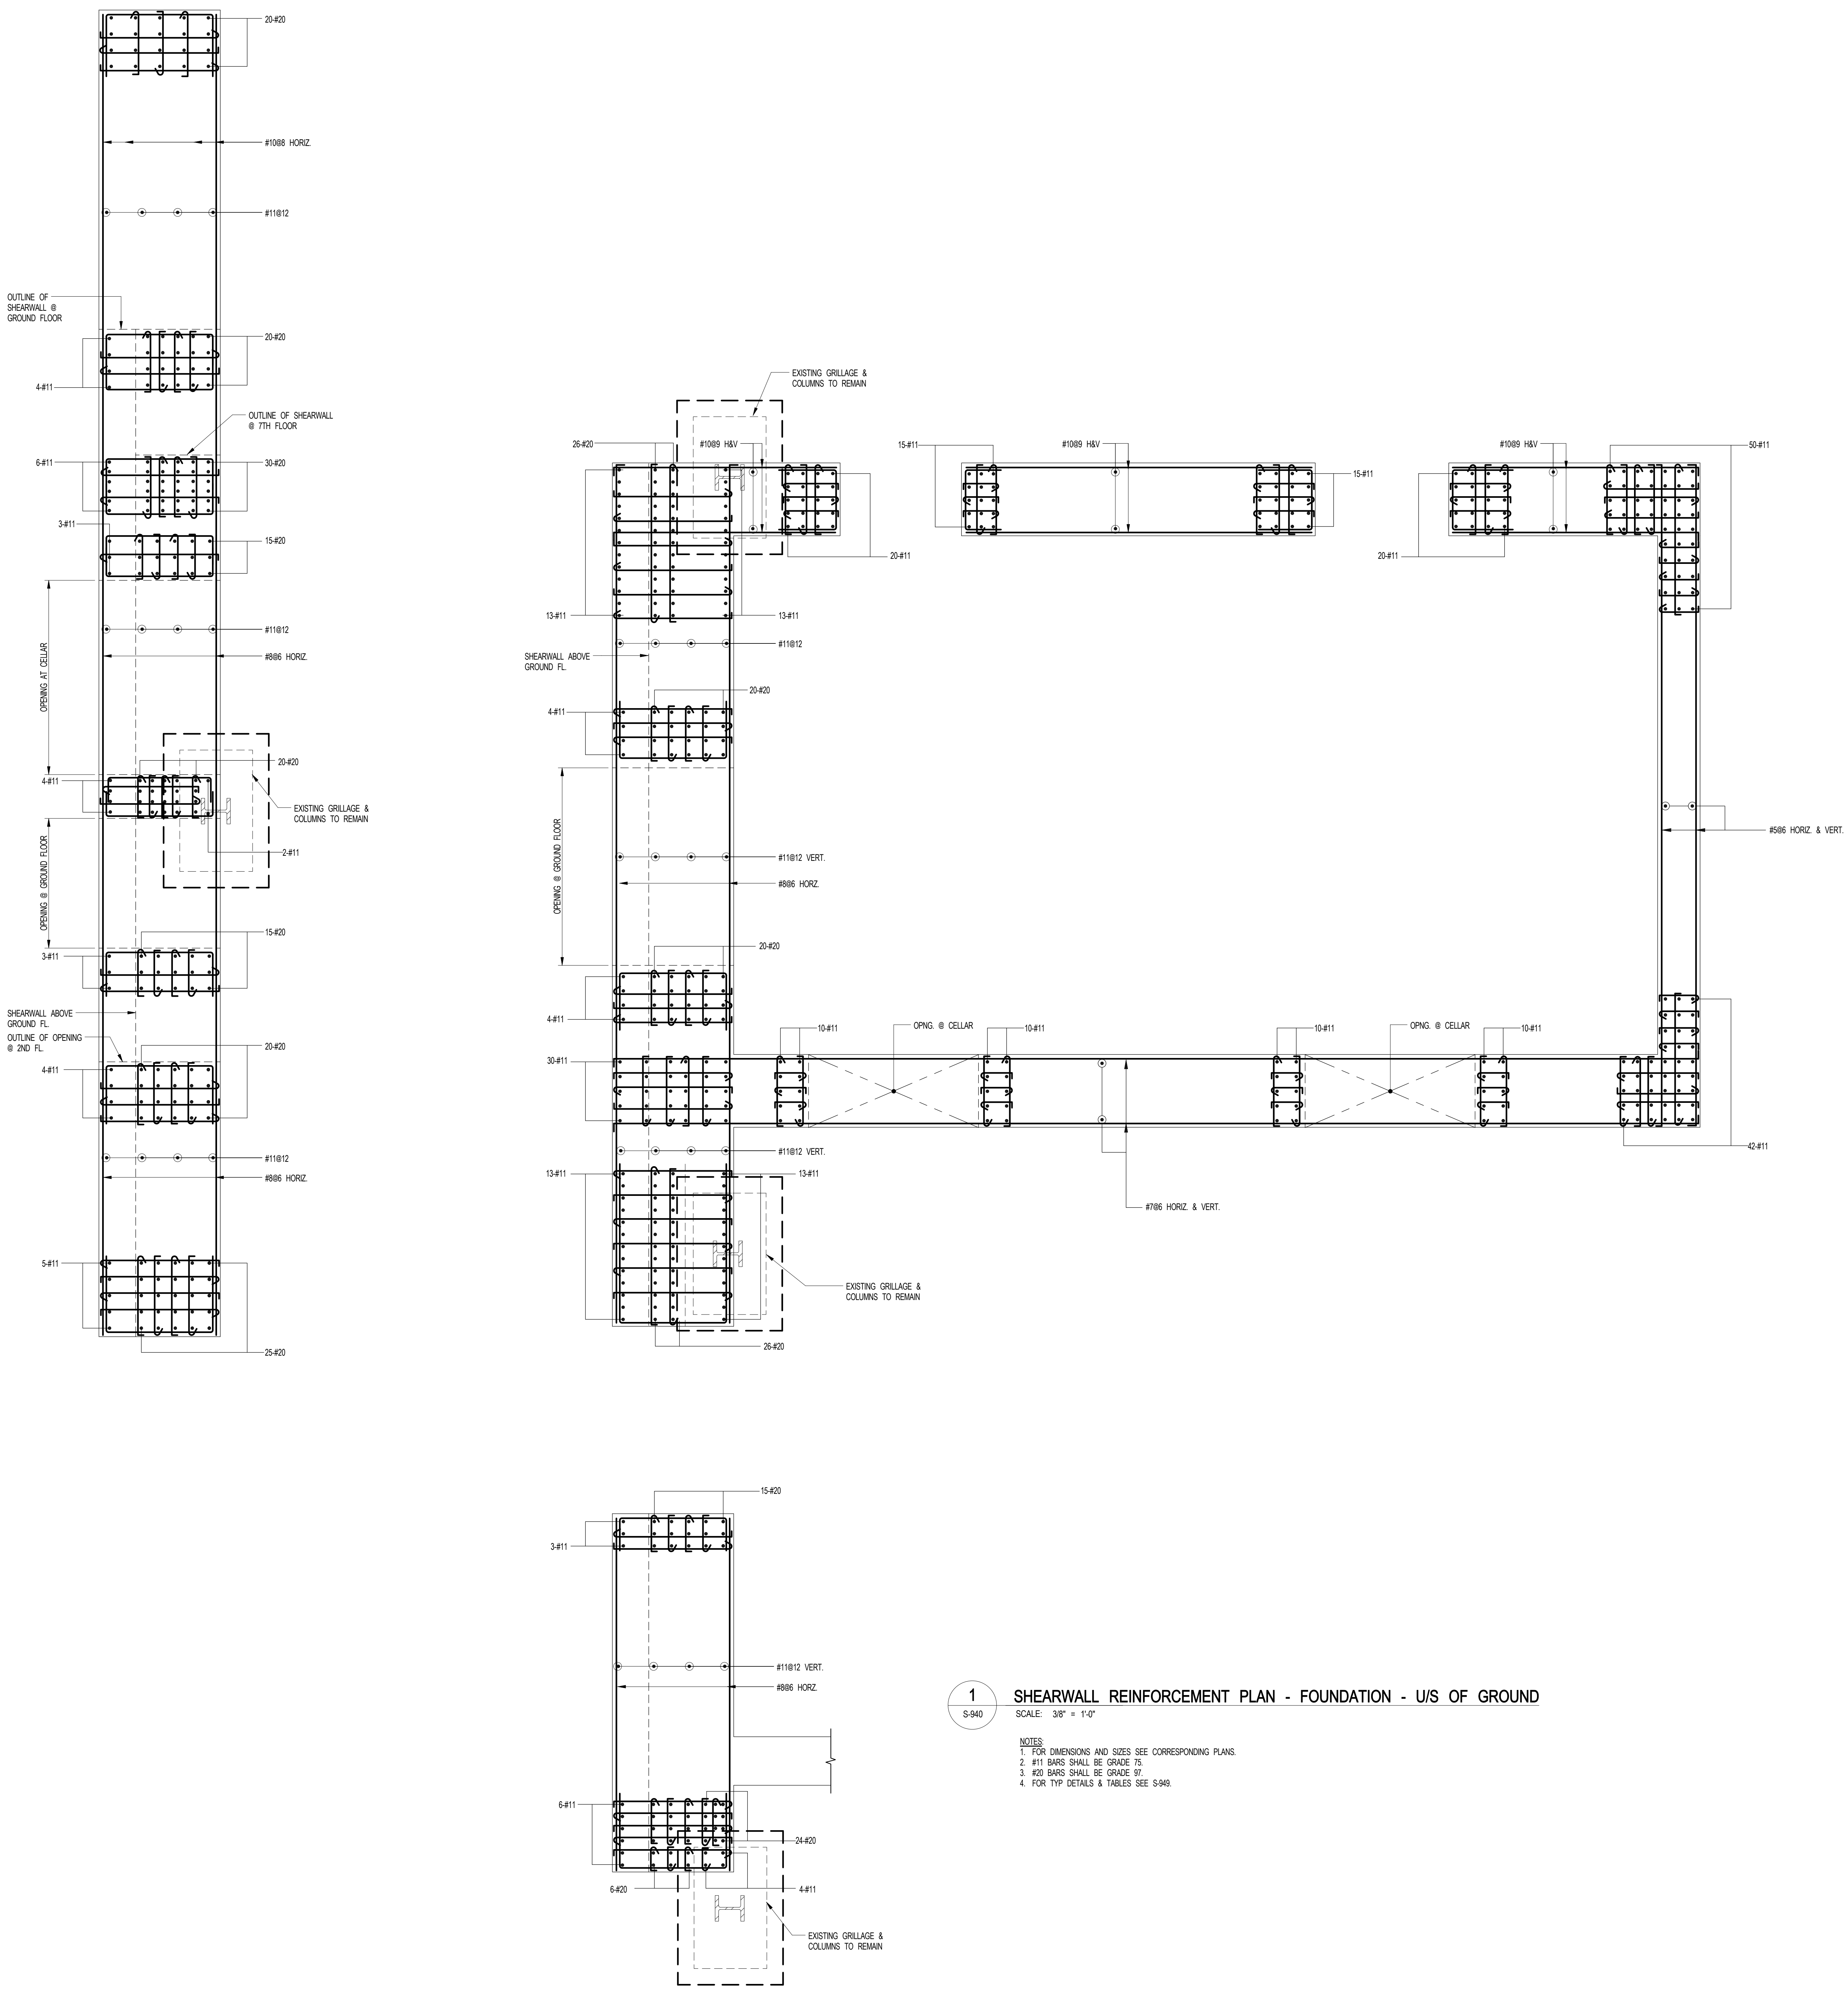 20-#20
#10@8 HORIZ.
#11@12
OUTLINE OF
SHEARWALL @
GROUND FLOOR
20-#20
4-#11
OUTLINE OF SHEARWALL
@ 7TH FLOOR
6-#11
30-#20
3-#11
15-#20
OPENING AT CELLAR
#11@12
#8@6 HORIZ.
20-#20
4-#11
EXISTING GRILLAGE &
COLUMNS TO REMAIN
2-#11
OPENING @ GROUND FLOOR
15-#20
3-#11
SHEARWALL ABOVE
GROUND FL.
OUTLINE OF OPENING
@ 2ND FL.
20-#20
4-#11
#11@12
#8@6 HORIZ.
5-#11
25-#20
EXISTING GRILLAGE &
COLUMNS TO REMAIN
26-#20
#10@9 H&V
15-#11
#10@9 H&V
#10@9 H&V
50-#11
15-#11
20-#11
20-#11
13-#11
13-#11
#11@12
SHEARWALL ABOVE
GROUND FL.
20-#20
4-#11
OPENING @ GROUND FLOOR
#5@6 HORIZ. & VERT.
#11@12 VERT.
#8@6 HORZ.
20-#20
4-#11
10-#11
OPNG. @ CELLAR
10-#11
10-#11
OPNG. @ CELLAR
10-#11
30-#11
42-#11
#11@12 VERT.
13-#11
13-#11
#7@6 HORIZ. & VERT.
EXISTING GRILLAGE &
COLUMNS TO REMAIN
26-#20
15-#20
3-#11
#11@12 VERT.
#8@6 HORZ.
6-#11
24-#20
6-#20
4-#11
EXISTING GRILLAGE &
COLUMNS TO REMAIN
1
S-940
SHEARWALL REINFORCEMENT PLAN - FOUNDATION - U/S OF GROUND
SCALE: 3/8" = 1'-0"
NOTES:
1. FOR DIMENSIONS AND SIZES SEE CORRESPONDING PLANS.
2. #11 BARS SHALL BE GRADE 75.
3. #20 BARS SHALL BE GRADE 97.
4. FOR TYP DETAILS & TABLES SEE S-949.